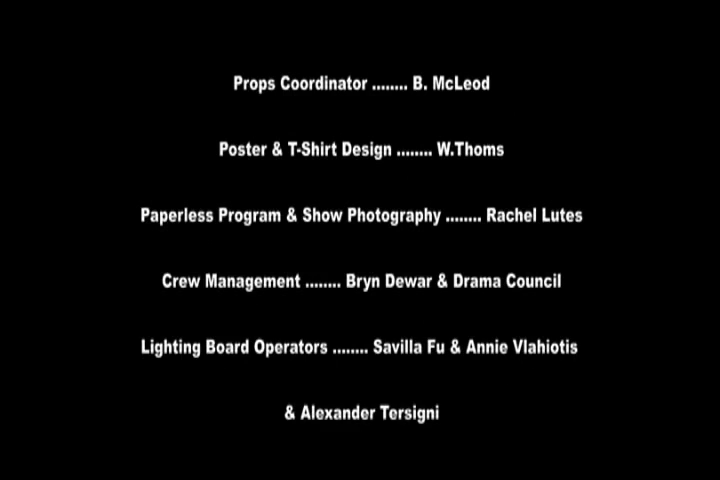 Props Coordinator ........ B. McLeod
Poster & T-Shirt Design ........ W.Thoms
Paperless Program & Show Photography ........ Rachel Lutes
Crew Management ........ Bryn Dewar & Drama Council
Lighting Board Operators ........ Savilla Fu & Annie Vlahiotis
& Alexander Tersigni